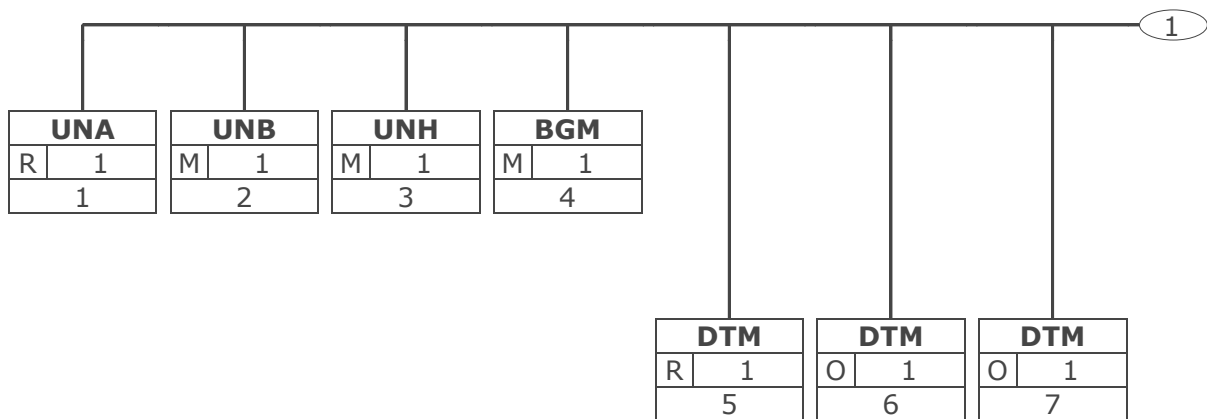 1
UNA UNB UNH BGM
R 1 M 1 M 1 M 1
1 2 3 4
DTM DTM DTM
R 1 O 1 O 1
5 6 7